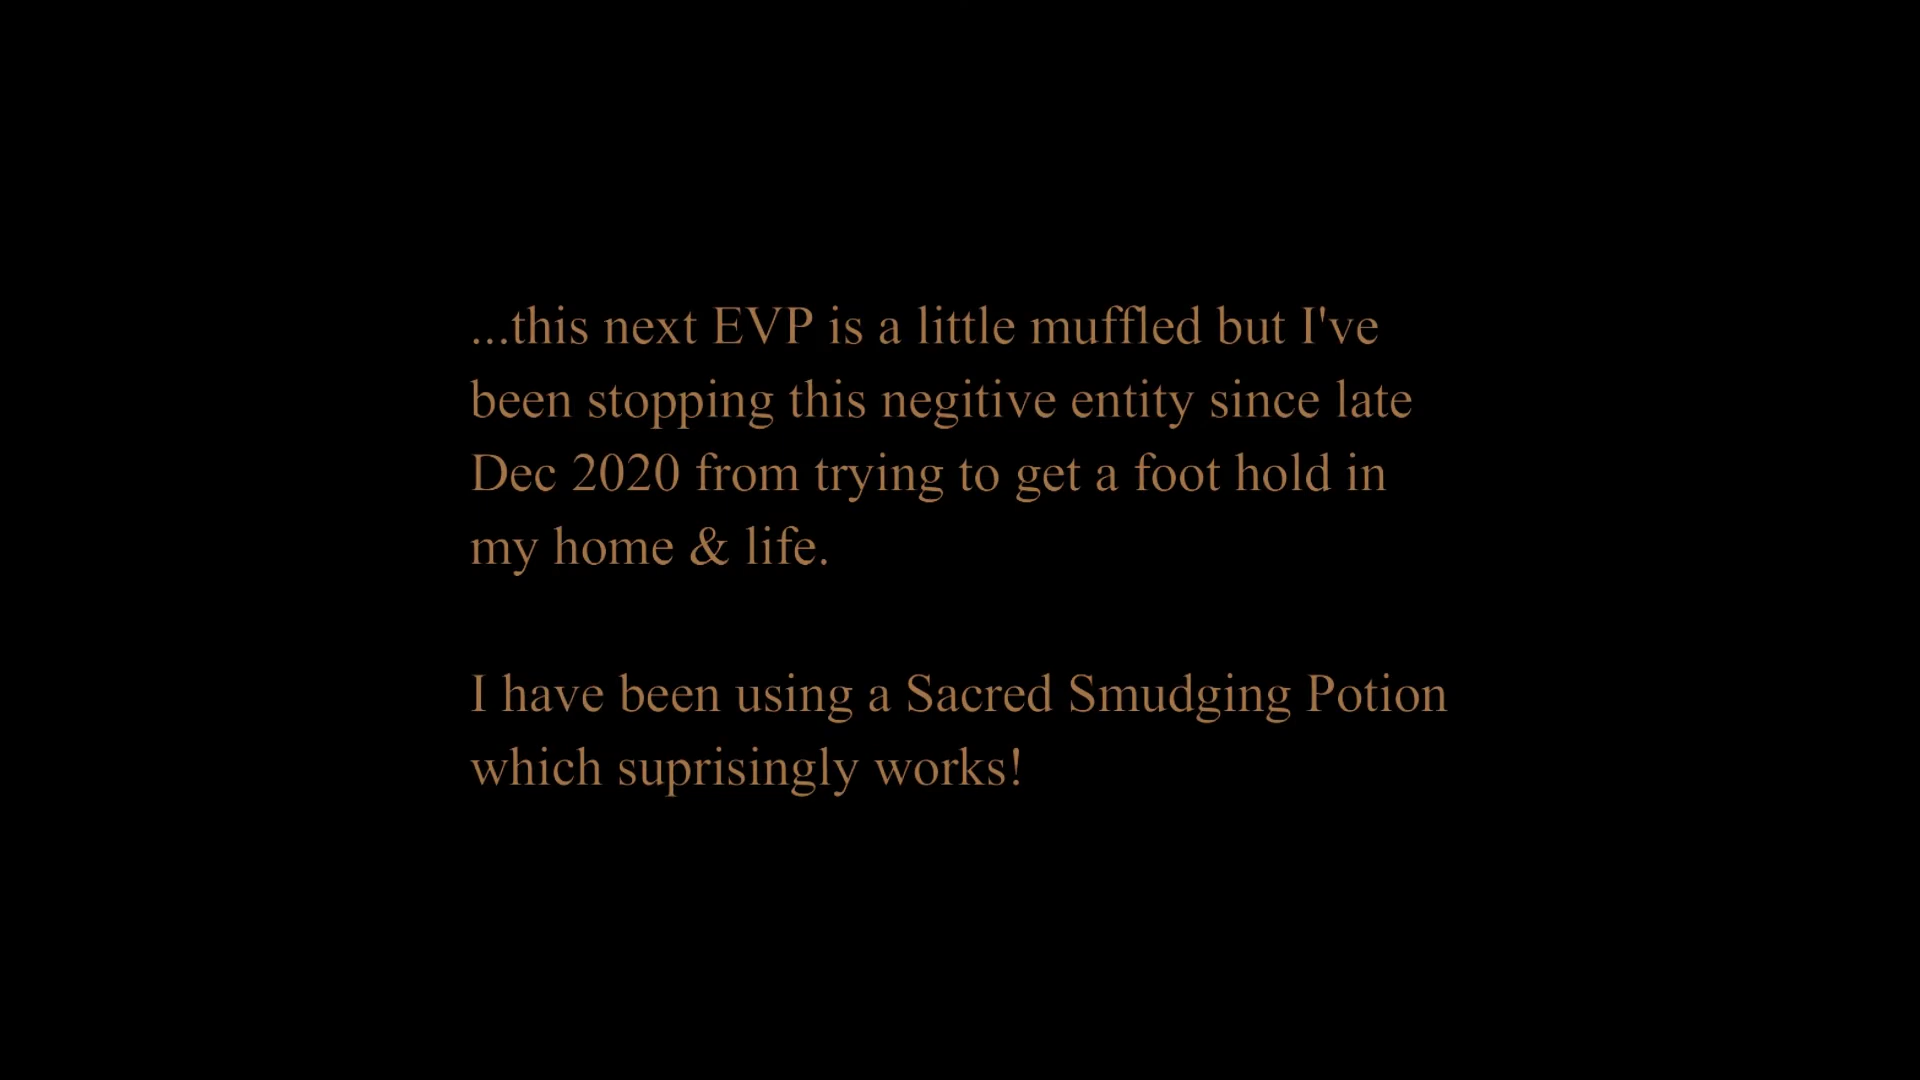 ...this next EVP is a little muffled but I've
been stopping this negitive entity since late
Dec 2020 from trying to get a foot hold in
my home & life.
I have been using a Sacred Smudging Potion
which suprisingly works!